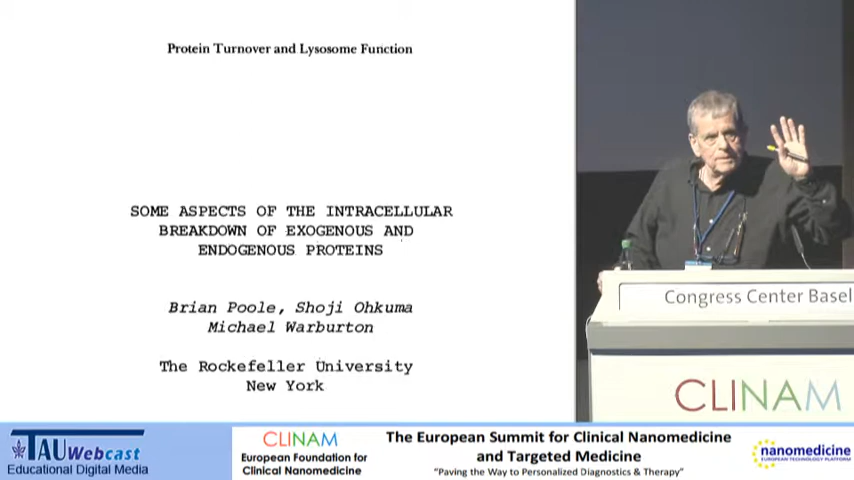 Protein Turnover and Lysosome Function
SOME ASPECTS OF THE INTRACELLULAR
BREAKDOWN OF EXOGENOUS AND
ENDOGENOUS PROTEINS
Brian Poole, Shoji Ohkuma
Michael Warburton
The Rockefeller University
New York
Congress Center Basel
CLINAM
TAUWebcast
Educational Digital Media
CLINAM
European Foundation for
Clinical Nanomedicine
The European Summit for Clinical Nanomedicine
and Targeted Medicine
"Paving the Way to Personalized Diagnostics & Therapy"
nanomedicine
EUROPEAN TECHNOLOGY PLATFORM